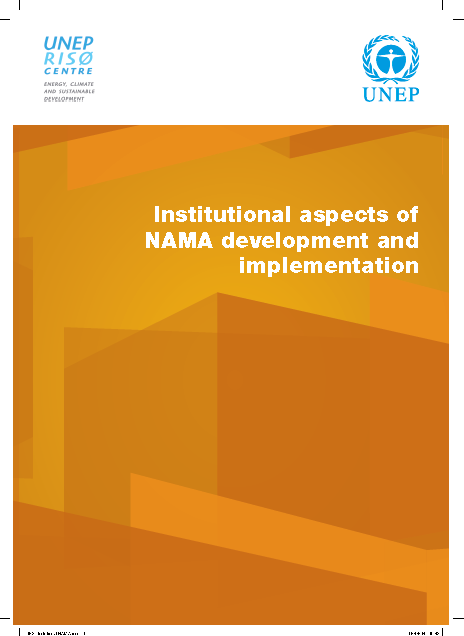 UNEP
RISØ
CENTRE
ENERGY, CLIMATE
AND SUSTAINABLE
DEVELOPMENT
UNEP
Institutional aspects of
NAMA development and
implementation